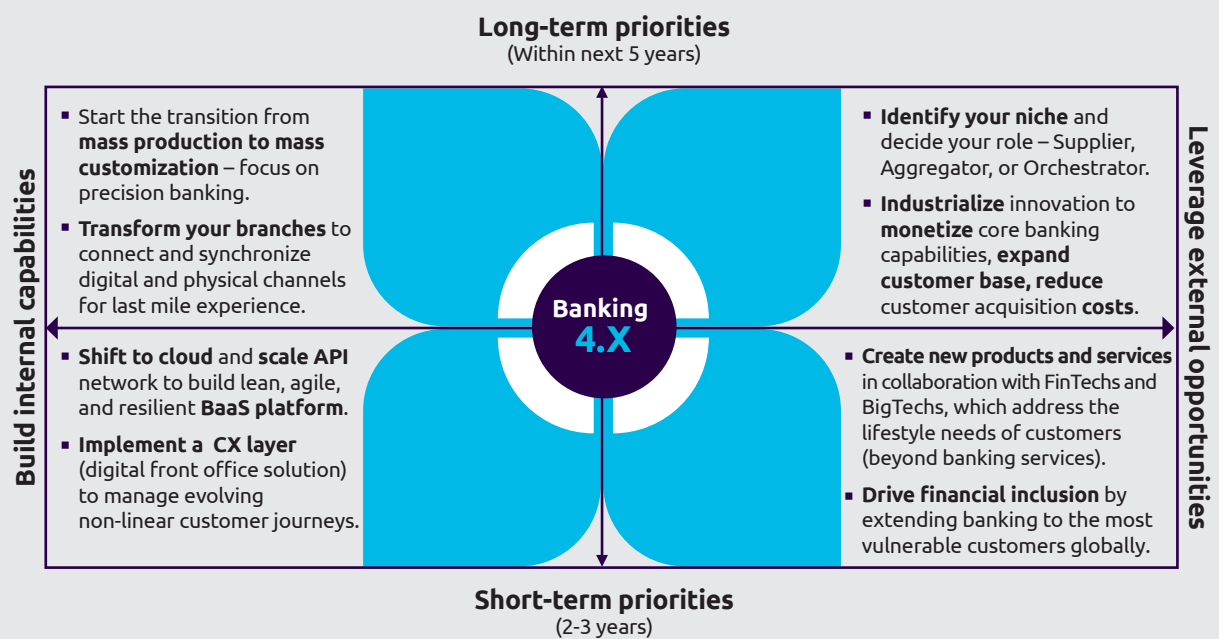 Long-term priorities
(Within next 5 years)
Build internal capabilities
▪ Start the transition from
mass production to mass
customization – focus on
precision banking.
▪ Transform your branches to
connect and synchronize
digital and physical channels
for last mile experience.
▪ Identify your niche and
decide your role – Supplier,
Aggregator, or Orchestrator.
▪ Industrialize innovation to
monetize core banking
capabilities, expand
customer base, reduce
customer acquisition costs.
Leverage external opportunities
Banking
4.X
▪ Shift to cloud and scale API
network to build lean, agile,
and resilient BaaS platform.
▪ Implement a CX layer
(digital front office solution)
to manage evolving
non-linear customer journeys.
▪ Create new products and services
in collaboration with FinTechs and
BigTechs, which address the
lifestyle needs of customers
(beyond banking services).
▪ Drive financial inclusion by
extending banking to the most
vulnerable customers globally.
Short-term priorities
(2-3 years)